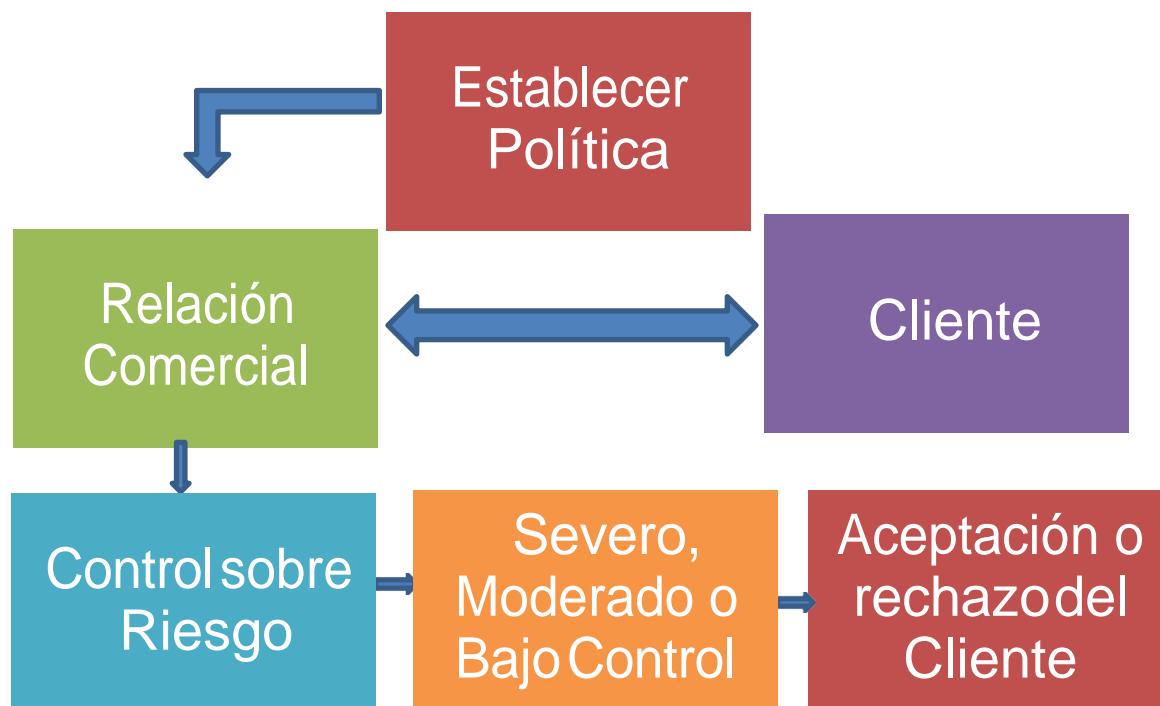 Establecer
Política
Relación
Comercial
Cliente
Control sobre
Riesgo
Severo,
Moderado o
Bajo Control
Aceptación o
rechazo del
Cliente